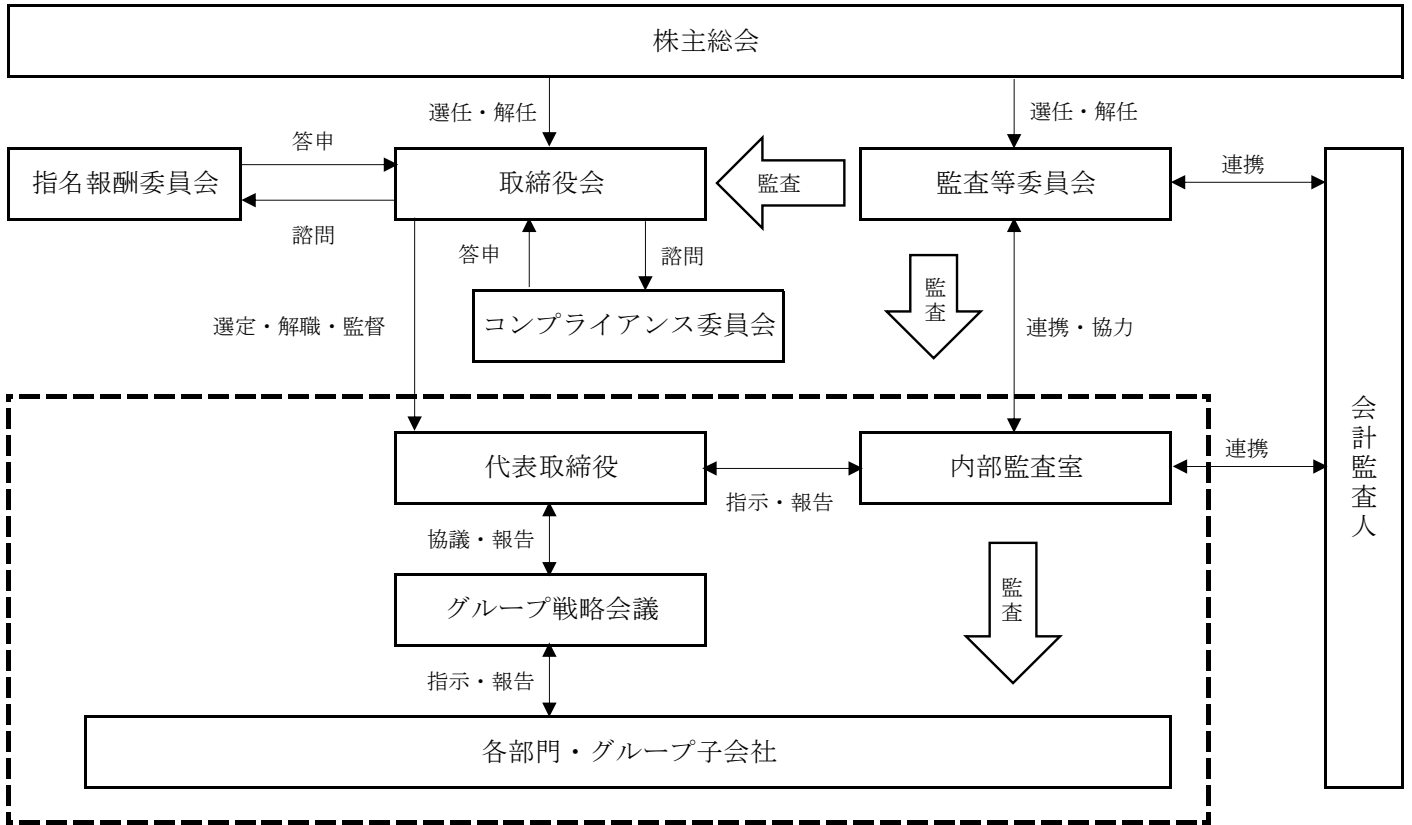 株主総会
選任・解任
選任・解任
答申
連携
指名報酬委員会
取締役会
監査
監査等委員会
諮問
答申
諮問
監査
コンプライアンス委員会
選定・解職・監督
連携・協力
会計監査人
代表取締役
内部監査室
連携
指示・報告
協議・報告
監査
グループ戦略会議
指示・報告
各部門・グループ子会社